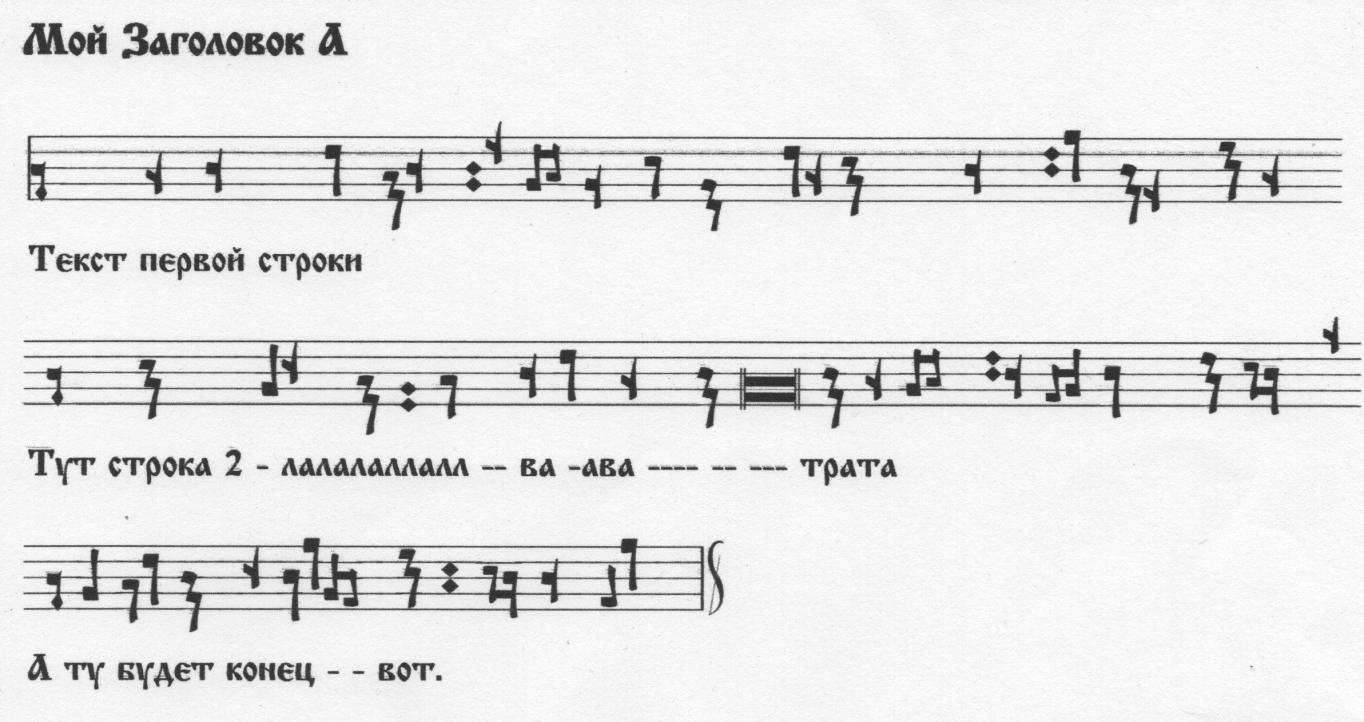 Мой Заголовок А
Текст первой строки
Тут строка 2 - лалалаллалл -- ва -ава ---- -- --- трата
А ту будет конец - - вот.